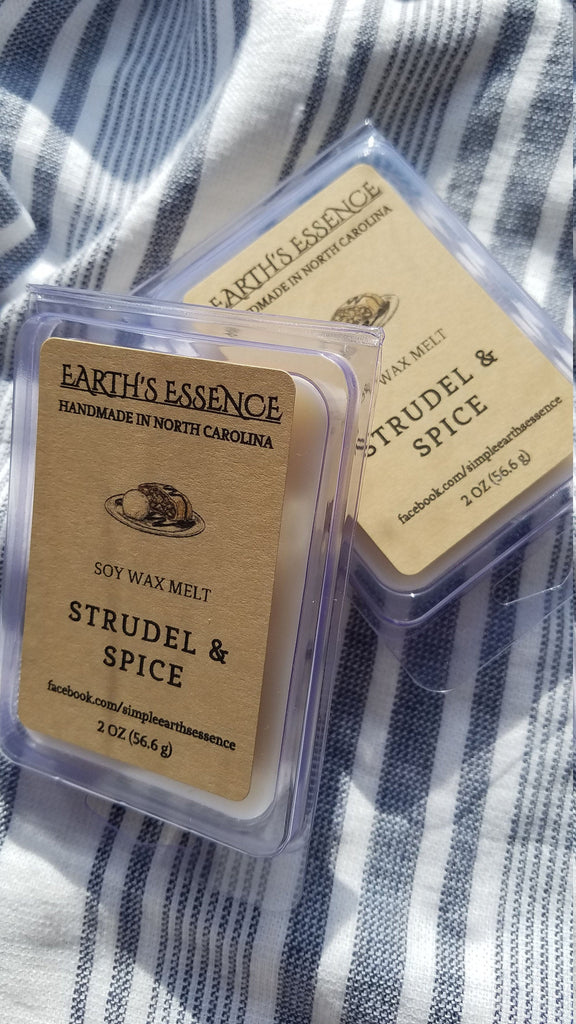 EARTH'S ESSENCE
HANDMADE IN NORTH CAROLINA
SOY WAX MELT
STRUDEL &
SPICE
facebook.com/simpleearthsessence
2 OZ (56.6 g)
EARTH'S ESSENCE
HANDMADE IN NORTH CAROLINA
WAX MELT
STRUDEL &
SPICE
facebook.com/simpleearthsessence
2 OZ (56.6 g)